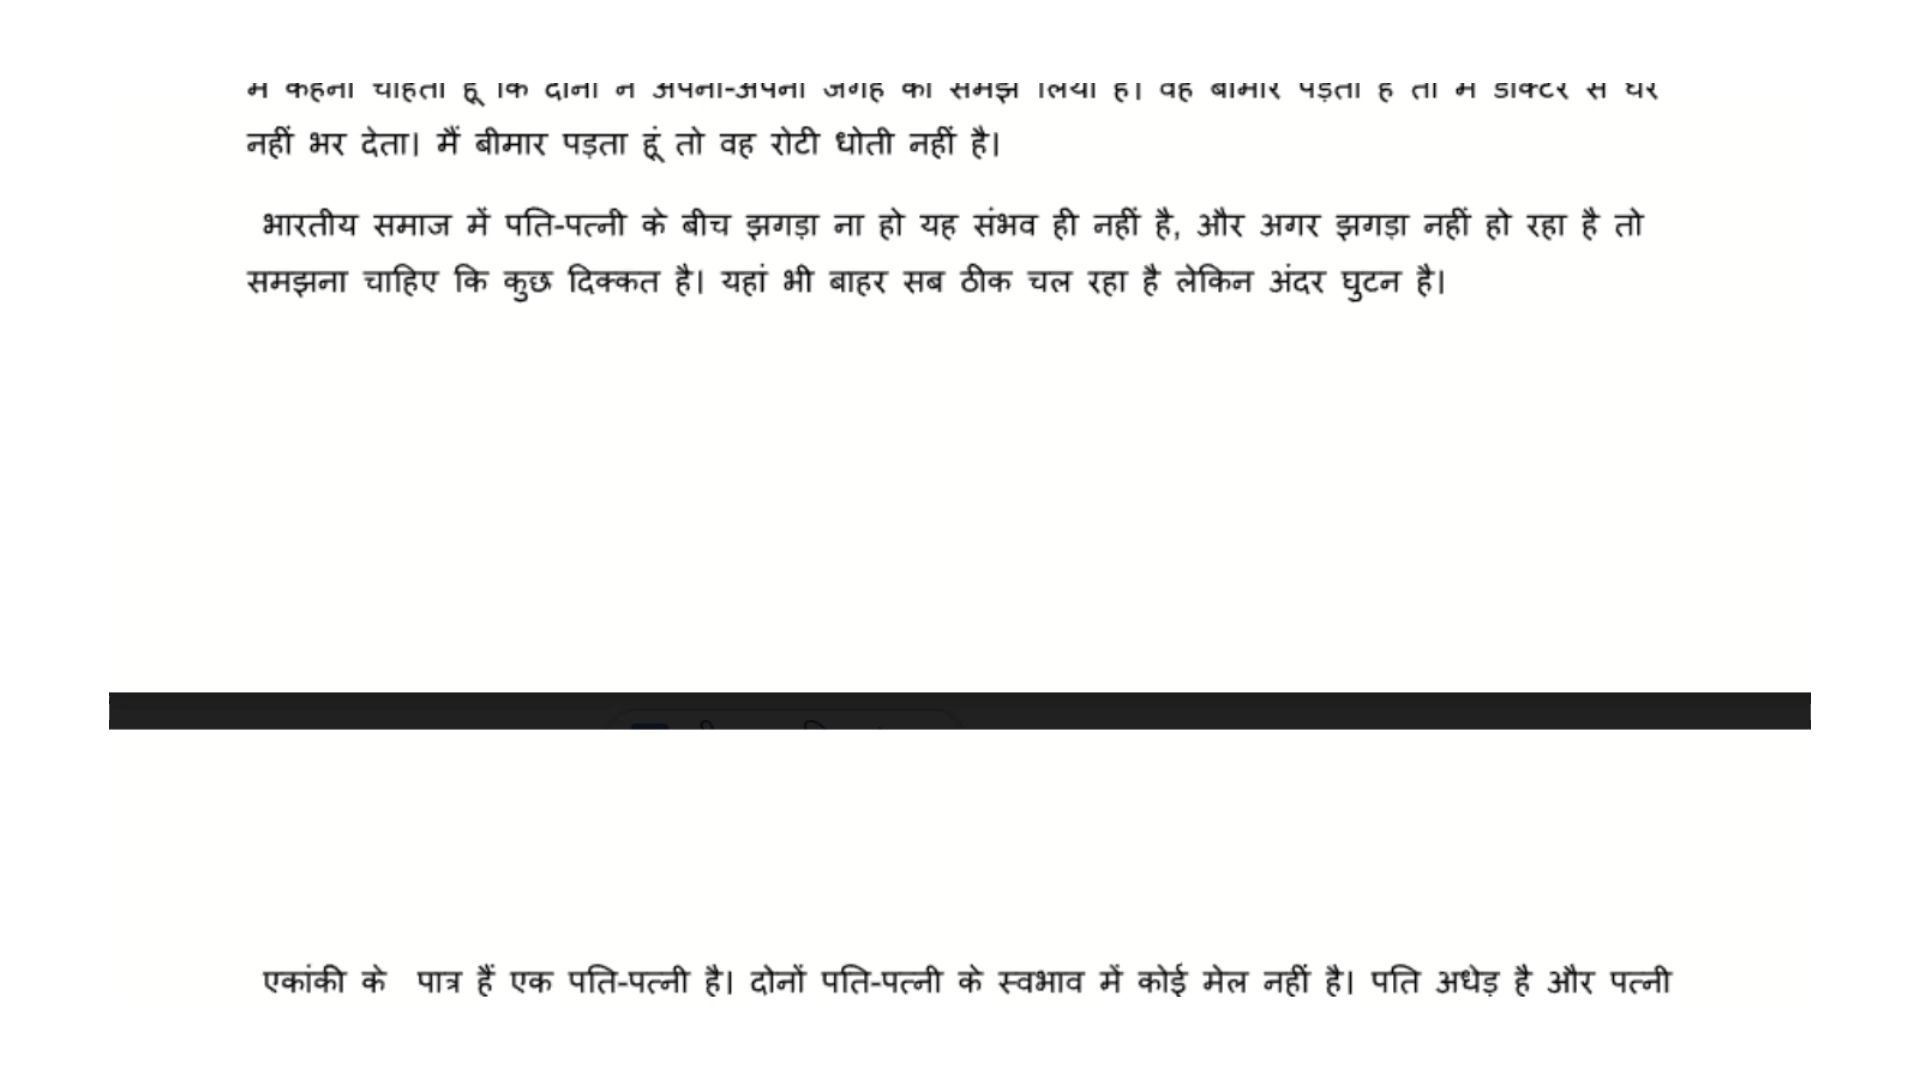 मैं कहना चाहता हूं कि दोनों ने अपनी-अपनी जगह को समझ लिया है। वह बीमार पड़ती है तो मैं डॉक्टर से घर
नहीं भर देता। मैं बीमार पड़ता हूं तो वह रोटी धोती नहीं है।
भारतीय समाज में पति-पत्नी के बीच झगड़ा ना हो यह संभव ही नहीं है, और अगर झगड़ा नहीं हो रहा है तो
समझना चाहिए कि कुछ दिक्कत है। यहां भी बाहर सब ठीक चल रहा है लेकिन अंदर घुटन है।
एकांकी के पात्र हैं एक पति-पत्नी है। दोनों पति-पत्नी के स्वभाव में कोई मेल नहीं है। पति अधेड़ है और पत्नी